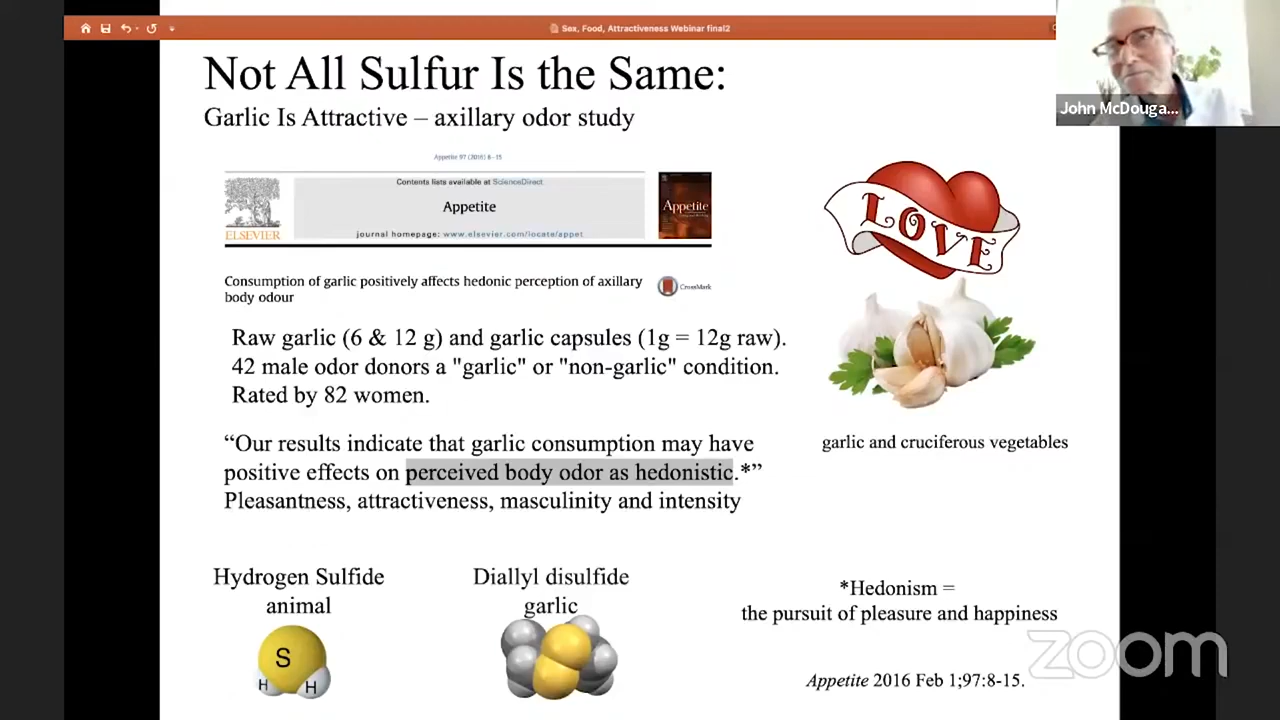 Sex, Food, Attractiveness Webinar final2
John McDouga...
Not All Sulfur Is the Same:
Garlic Is Attractive – axillary odor study
Appetite 97 (2016) 8–15
Contents lists available at ScienceDirect
Appetite
journal homepage: www.elsevier.com/locate/appet
ELSEVIER
Appetite
Consumption of garlic positively affects hedonic perception of axillary
body odour
CrossMark
LOVE
Raw garlic (6 & 12 g) and garlic capsules (1g = 12g raw).
42 male odor donors a "garlic" or "non-garlic" condition.
Rated by 82 women.
“Our results indicate that garlic consumption may have
positive effects on perceived body odor as hedonistic.*”
Pleasantness, attractiveness, masculinity and intensity
garlic and cruciferous vegetables
Hydrogen Sulfide
animal
S
H H
Diallyl disulfide
garlic
*Hedonism =
the pursuit of pleasure and happiness
zoom
Appetite 2016 Feb 1;97:8-15.